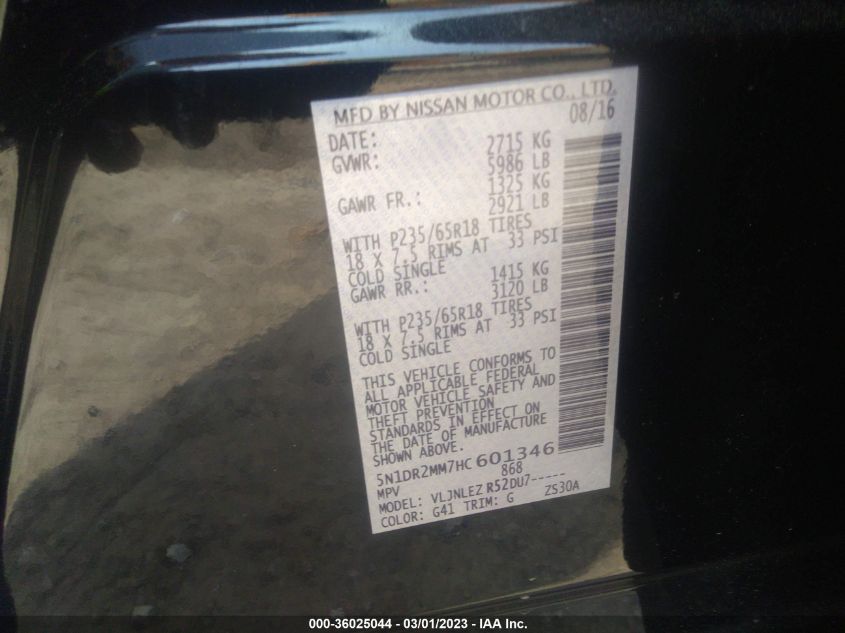 MFD BY NISSAN MOTOR CO., LTD.
DATE: 08/16
GVWR: 2715 KG
5986 LB
GAWR FR.: 1325 KG
2921 LB
WITH P235/65R18 TIRES
18 X 7.5 RIMS AT 33 PSI
COLD SINGLE
GAWR RR.: 1415 KG
3120 LB
WITH P235/65R18 TIRES
18 X 7.5 RIMS AT 33 PSI
COLD SINGLE
THIS VEHICLE CONFORMS TO
ALL APPLICABLE FEDERAL
MOTOR VEHICLE SAFETY AND
THEFT PREVENTION
STANDARDS IN EFFECT ON
THE DATE OF MANUFACTURE
SHOWN ABOVE.
5N1DR2MM7HC601346
MPV 868
MODEL: VLJNLEZ R52DU7-----
COLOR: G41 TRIM: G ZS30A
000-36025044 - 03/01/2023 - IAA Inc.